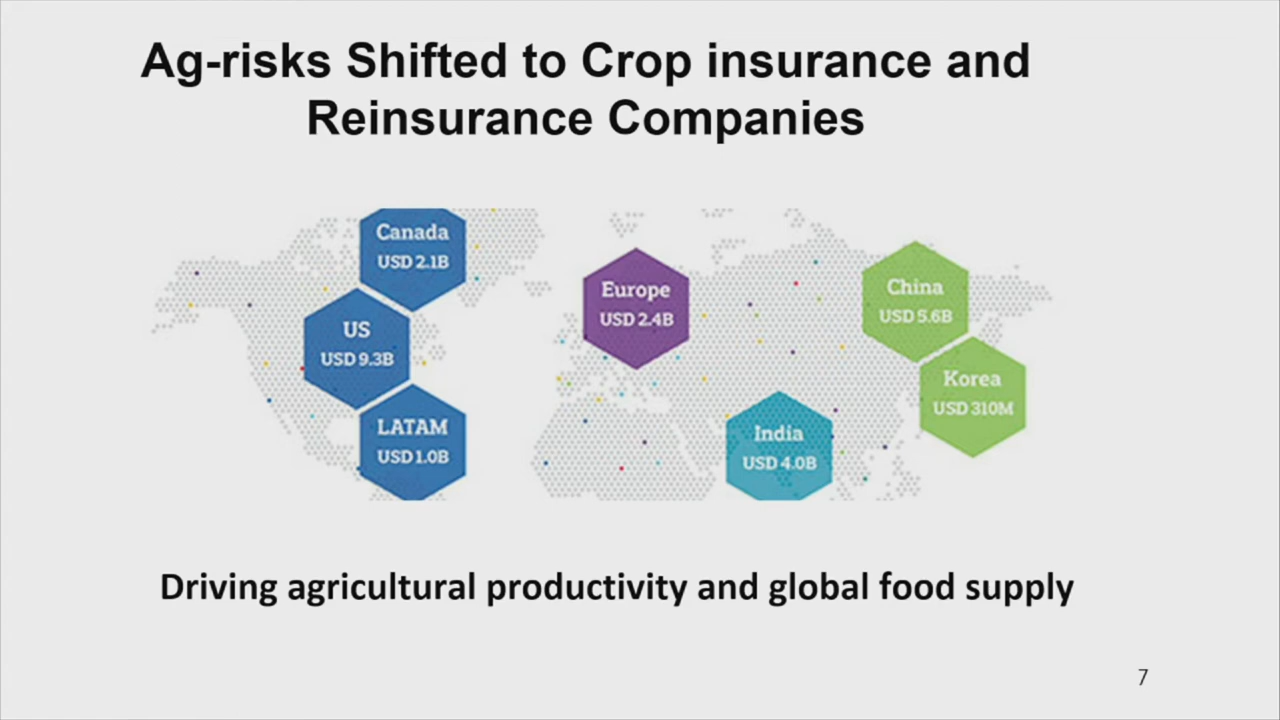 Ag-risks Shifted to Crop insurance and
Reinsurance Companies
Canada
USD 2.1B
US
USD 9.3B
LATAM
USD 1.0B
Europe
USD 2.4B
India
USD 4.0B
China
USD 5.6B
Korea
USD 310M
Driving agricultural productivity and global food supply
7